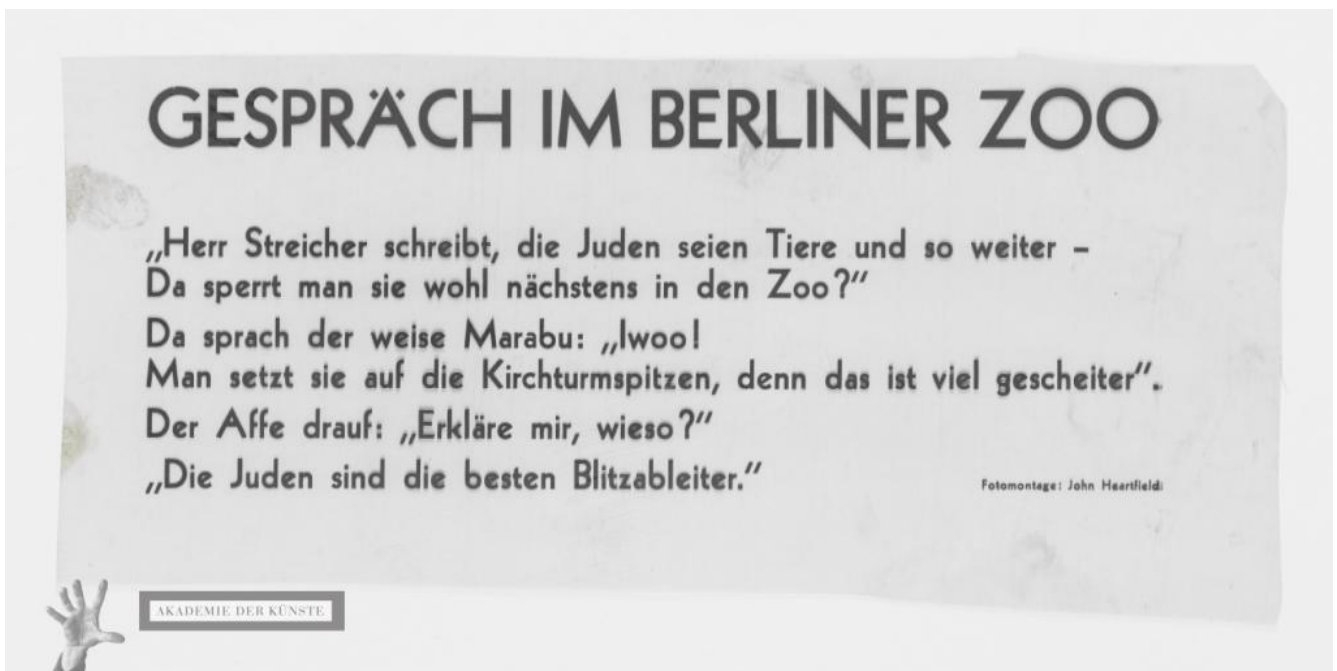 GESPRÄCH IM BERLINER ZOO
„Herr Streicher schreibt, die Juden seien Tiere und so weiter –
Da sperrt man sie wohl nächstens in den Zoo?"
Da sprach der weise Marabu: „Iwoo!
Man setzt sie auf die Kirchturmspitzen, denn das ist viel gescheiter".
Der Affe drauf: „Erkläre mir, wieso?"
„Die Juden sind die besten Blitzableiter."
Fotomontage: John Heartfield
AKADEMIE DER KÜNSTE